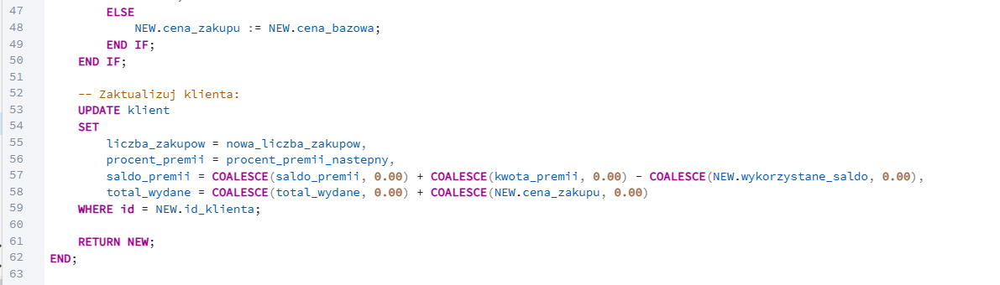 47 ELSE
48 NEW.cena_zakupu := NEW.cena_bazowa;
49 END IF;
50 END IF;
51
52 -- Zaktualizuj klienta:
53 UPDATE klient
54 SET
55 liczba_zakupow = nowa_liczba_zakupow,
56 procent_premii = procent_premii_nastepny,
57 saldo_premii = COALESCE(saldo_premii, 0.00) + COALESCE(kwota_premii, 0.00) - COALESCE(NEW.wykorzystane_saldo, 0.00),
58 total_wydane = COALESCE(total_wydane, 0.00) + COALESCE(NEW.cena_zakupu, 0.00)
59 WHERE id = NEW.id_klienta;
60
61 RETURN NEW;
62 END;
63